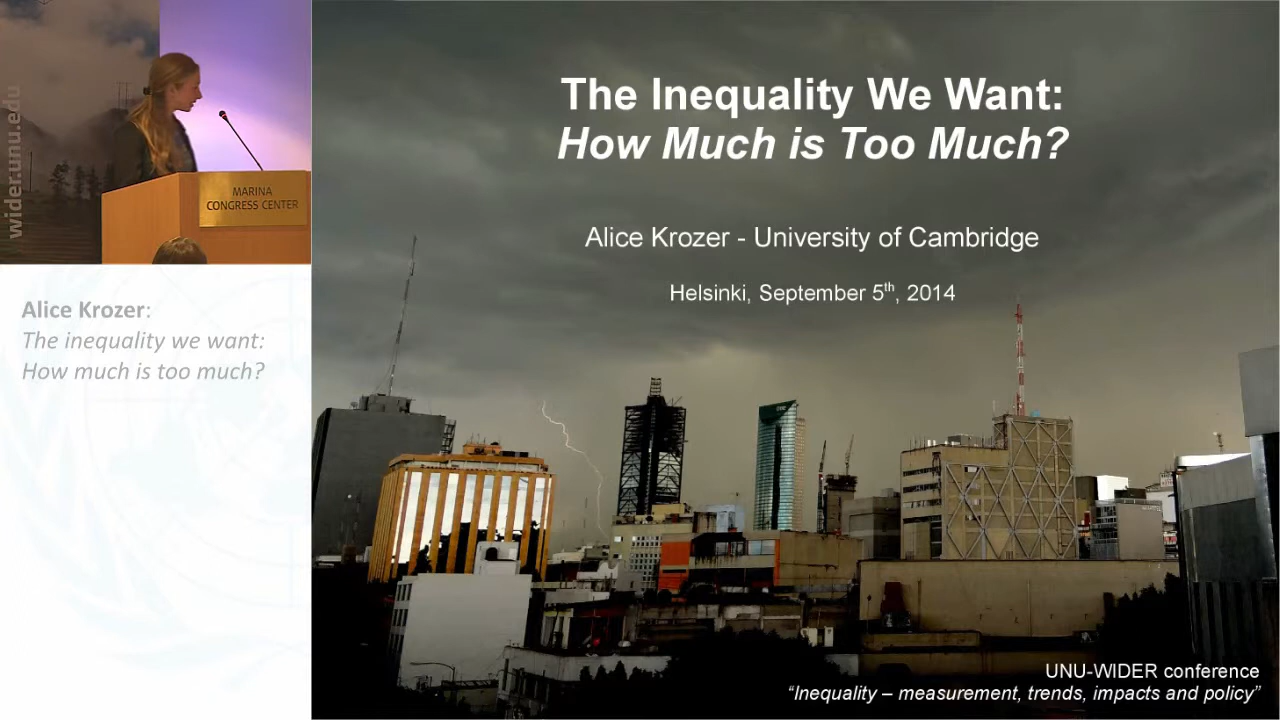 wider.unu.edu
MARINA
CONGRESS CENTER
Alice Krozer:
The inequality we want:
How much is too much?
The Inequality We Want:
How Much is Too Much?
Alice Krozer - University of Cambridge
Helsinki, September 5th, 2014
UNU-WIDER conference
“Inequality – measurement, trends, impacts and policy”